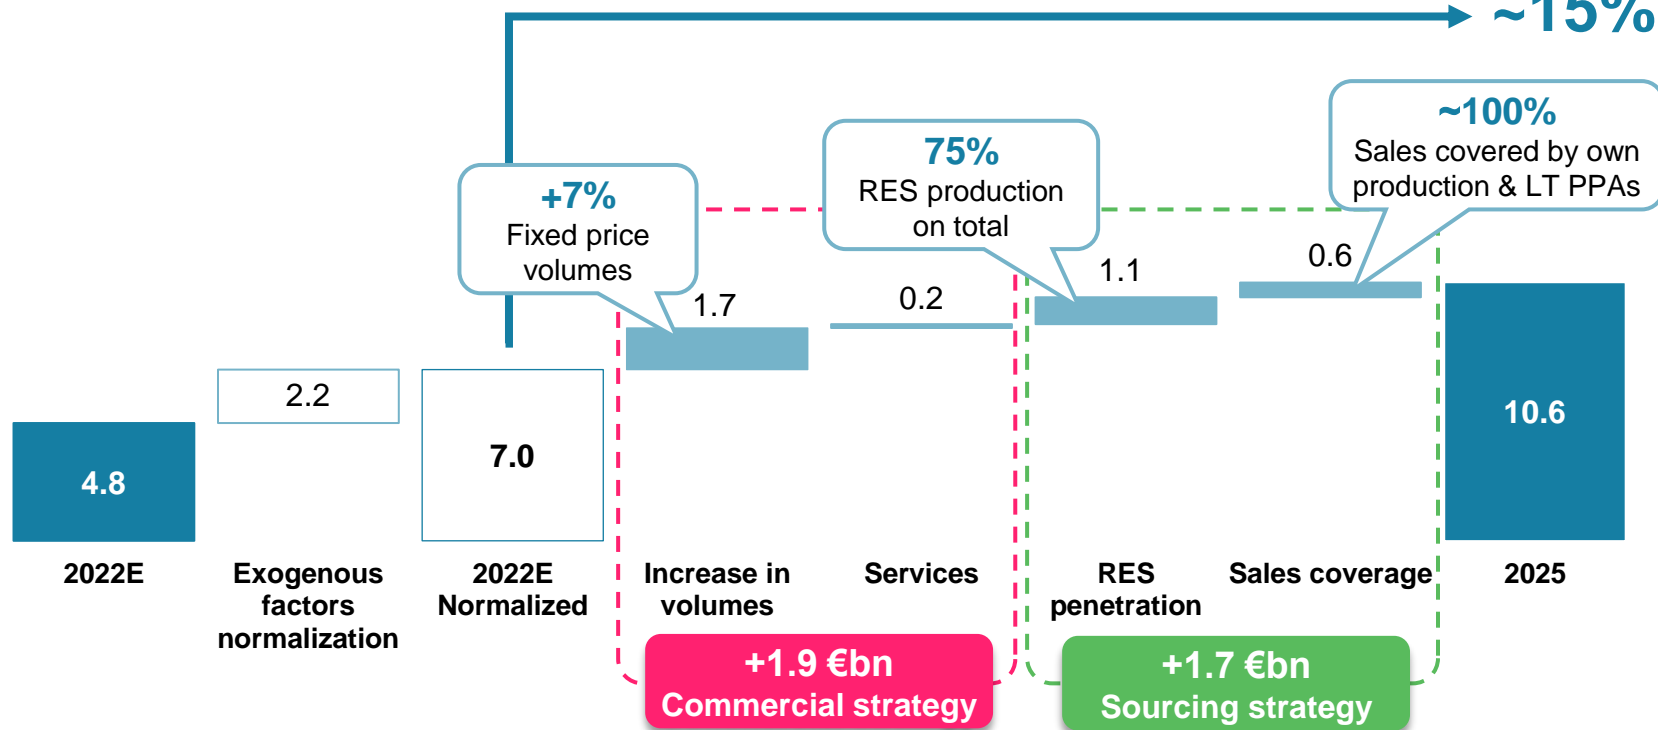 ~15%
~100%
Sales covered by own
production & LT PPAs
75%
RES production
on total
+7%
Fixed price
volumes
0.6
1.1
1.7
0.2
2.2
7.0
4.8
10.6
2022E
Exogenous
factors
normalization
2022E
Normalized
Increase in
volumes
Services
RES
penetration
Sales coverage
2025
+1.9 €bn
Commercial strategy
+1.7 €bn
Sourcing strategy